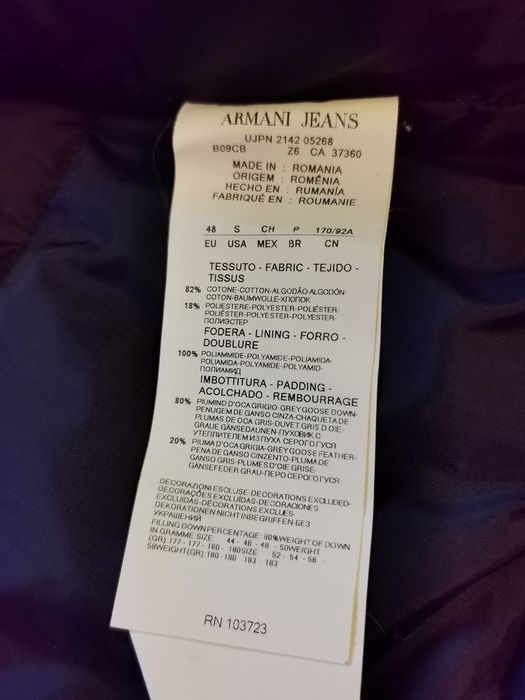 ARMANI JEANS
UJPN 2142 05268
B09CB Z6 CA 37360
MADE IN : ROMANIA
ORIGEM : ROMÊNIA
HECHO EN : RUMANÍA
FABRIQUÉ EN : ROUMANIE
48 S CH P 170/92A
EU USA MEX BR CN
TESSUTO - FABRIC - TEJIDO -
TISSUS
82% COTONE-COTTON-ALGODÃO-ALGODÓN-
COTON-BAUMWOLLE-ХЛОПОК
18% POLIESTERE-POLYESTER-POLIÉSTER-
POLIÉSTER-POLYESTER-POLYESTER-
ПОЛИЭСТЕР
FODERA - LINING - FORRO -
DOUBLURE
100% POLIAMMIDE-POLYAMIDE-POLIAMIDA-
POLIAMIDA-POLYAMIDE-POLYAMID-
ПОЛИАМИД
IMBOTTITURA - PADDING -
ACOLCHADO - REMBOURRAGE
80% PIUMINO D'OCA GRIGIO-GREY GOOSE DOWN-
PENUGEM DE GANSO CINZA-CHAQUETA DE
PLUMAS DE OCA GRIS-DUVET GRIS D OIE-
GRAUE GANSEDAUNEN-ПУХОВИК С
УТЕПЛИТЕЛЕМ ИЗ ПУХА СЕРОГО ГУСЯ
20% PIUMA D'OCA GRIGIA-GREY GOOSE FEATHER-
PENA DE GANSO CINZENTO-PLUMA DE
GANSO GRIS-PLUMES D'OIE GRISE-
GÄNSEFEDER GRAU-ПЕРО СЕРОГО ГУСЯ
DECORAZIONI ESCLUSE-DECORATIONS EXCLUDED-
DECORAÇÕES EXCLUÍDAS-DECORACIONES
EXCLUIDAS-DÉCORATIONS EXCLUES-
DEKORATIONEN NICHT INBEGRIFFEN-БЕЗ
УКРАШЕНИЙ
FILLING DOWN PERCENTAGE: 80% WEIGHT OF DOWN
IN GRAMME SIZE: 44 - 46 - 48 - 50 WEIGHT
(GR):177 - 177 - 180 - 180 SIZE: 52 - 54 - 56 -
58 WEIGHT(GR):180 - 180 183 - 183
RN 103723